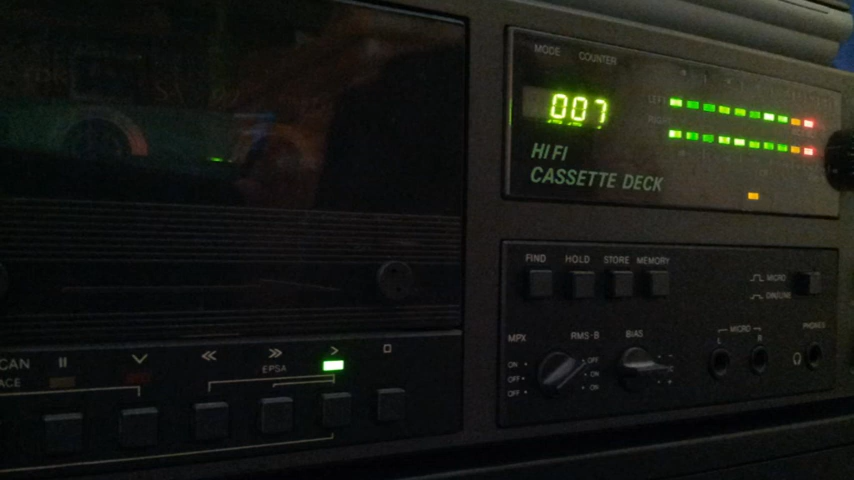 MODE COUNTER
007
LEFT
HI FI
CASSETTE DECK
FIND HOLD STORE MEMORY
MICRO
DIN/LINE
MPX RMS-B BIAS MICRO PHONES
L R
ON OFF
OFF ON
OFF ON
CAN
EPSA